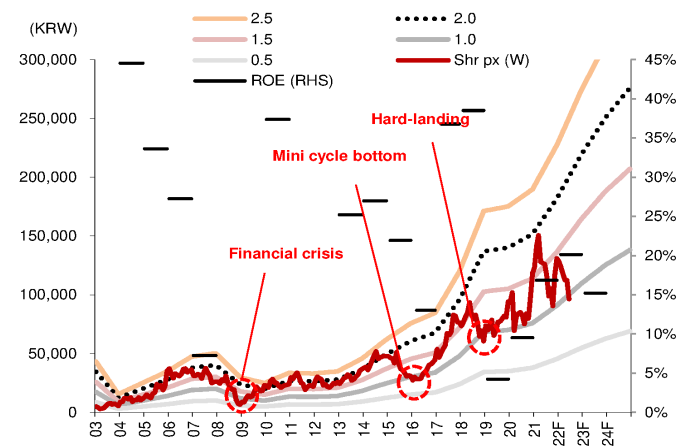 2.5 2.0
(KRW) 1.5 1.0
0.5 Shr px (W)
ROE (RHS)
300,000 45%
40%
250,000
35%
Hard-landing
200,000 30%
Mini cycle bottom
25%
150,000
20%
Financial crisis
100,000 15%
10%
50,000
5%
0 0%
03 04 05 06 07 08 09 10 11 12 13 14 15 16 17 18 19 20 21 22F 23F 24F